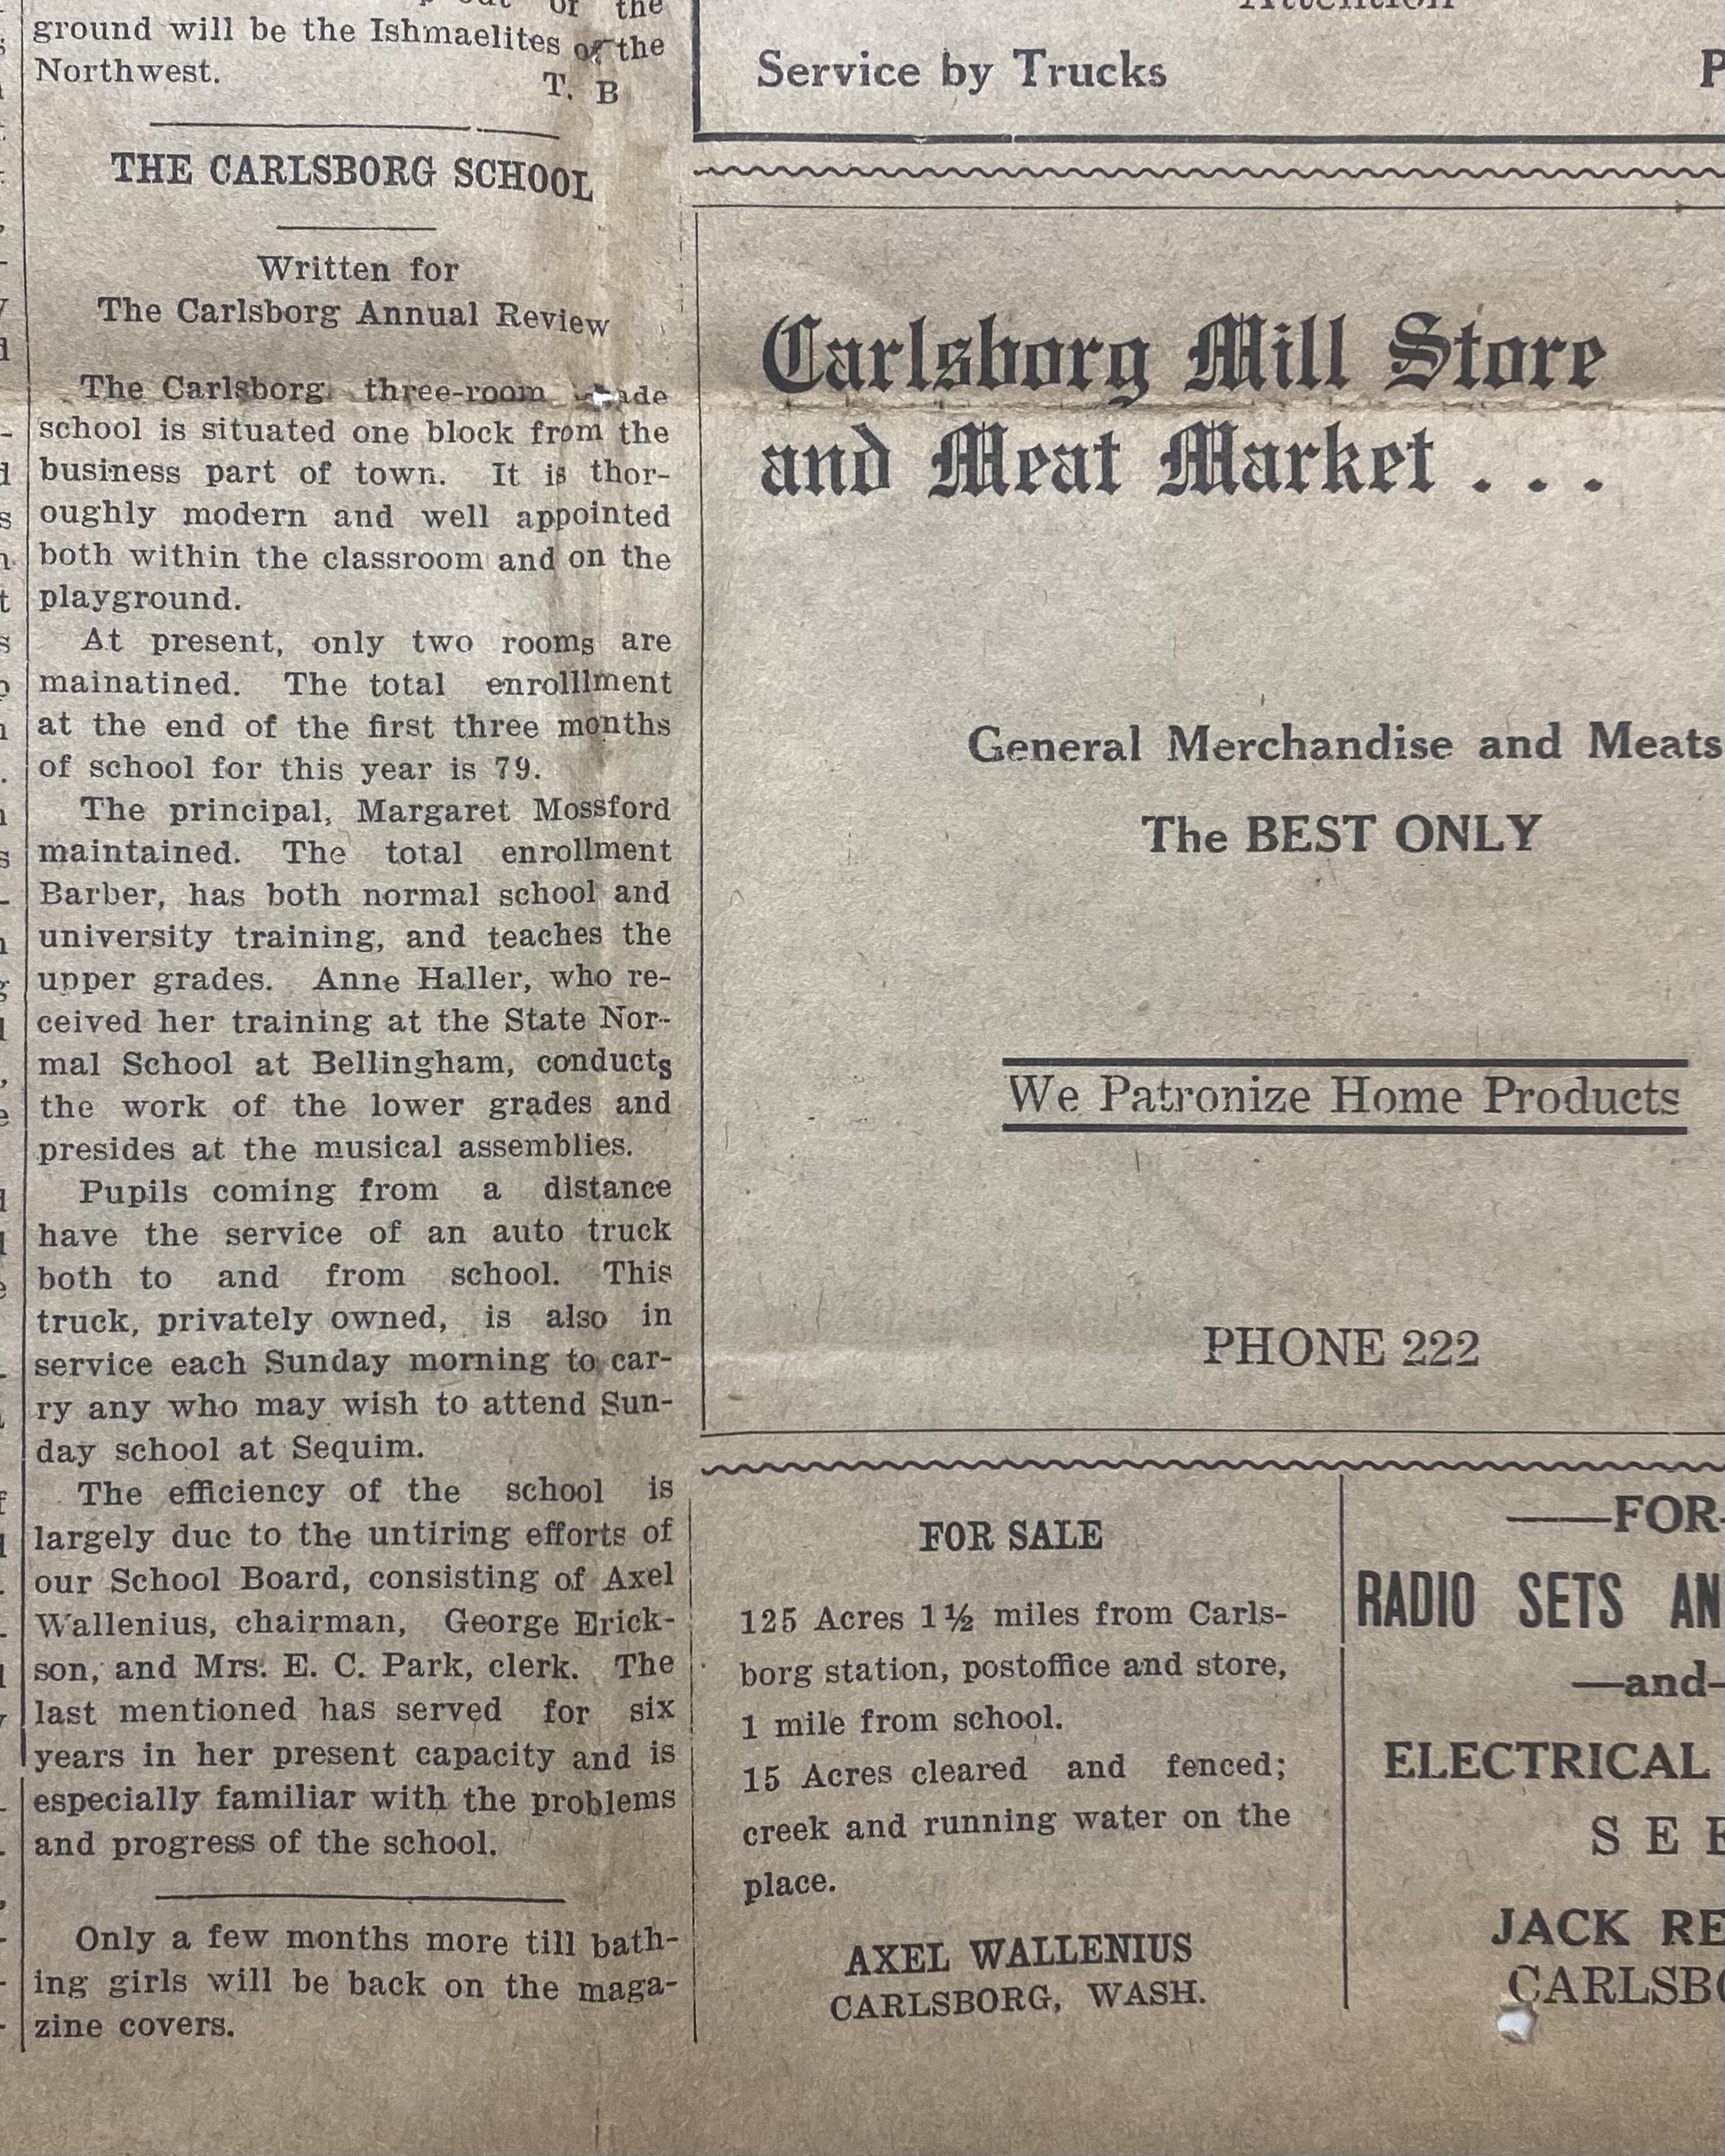 of the
ground will be the Ishmaelites of the
Northwest.
T. B
THE CARLSBORG SCHOOL
Written for
The Carlsborg Annual Review
The Carlsborg three-room
school is situated one block from the
business part of town. It is thor-
oughly modern and well appointed
both within the classroom and on the
playground.
At present, only two rooms are
mainatined. The total enrolllment
at the end of the first three months
of school for this year is 79.
The principal, Margaret Mossford
maintained. The total enrollment
Barber, has both normal school and
university training, and teaches the
upper grades. Anne Haller, who re-
ceived her training at the State Nor-
mal School at Bellingham, conducts
the work of the lower grades and
presides at the musical assemblies.
Pupils coming from a distance
have the service of an auto truck
both to and from school. This
truck, privately owned, is also in
service each Sunday morning to car-
ry any who may wish to attend Sun-
day school at Sequim.
The efficiency of the school is
largely due to the untiring efforts of
our School Board, consisting of Axel
Wallenius, chairman, George Erick-
son, and Mrs. E. C. Park, clerk. The
last mentioned has served for six
years in her present capacity and is
especially familiar with the problems
and progress of the school.
Only a few months more till bath-
ing girls will be back on the maga-
zine covers.
Attention
Service by Trucks
Carlsborg Mill Store
and Meat Market . . .
General Merchandise and Meats
The BEST ONLY
We Patronize Home Products
PHONE 222
FOR SALE
125 Acres 1½ miles from Carls-
borg station, postoffice and store,
1 mile from school.
15 Acres cleared and fenced;
creek and running water on the
place.
AXEL WALLENIUS
CARLSBORG, WASH.
——FOR—
RADIO SETS
—and—
ELECTRICAL
JACK